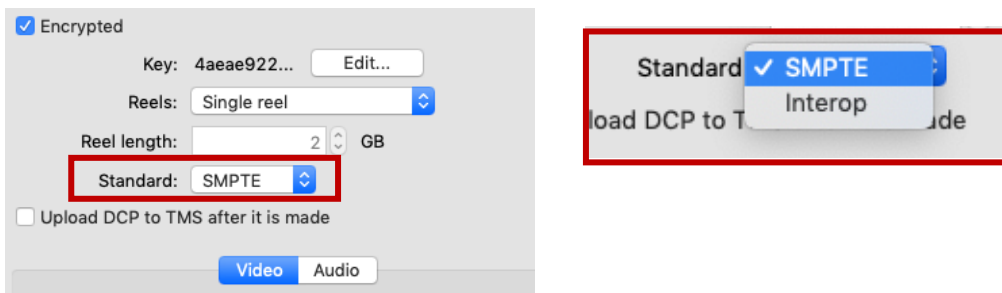 Encrypted
Key: 4aeae922... Edit...
Reels: Single reel
Reel length: 2 GB
Standard: SMPTE
Upload DCP to TMS after it is made
Video Audio
Standard ✓ SMPTE
Interop
load DCP to T ade